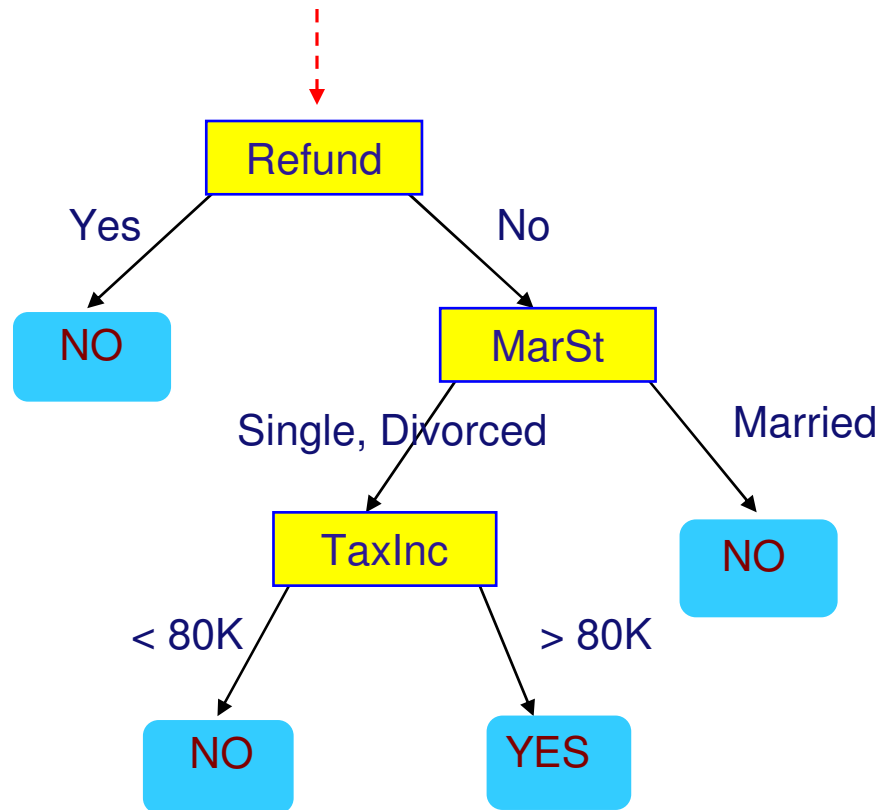 Refund
Yes
No
NO
MarSt
Single, Divorced
Married
TaxInc
NO
< 80K
> 80K
NO
YES